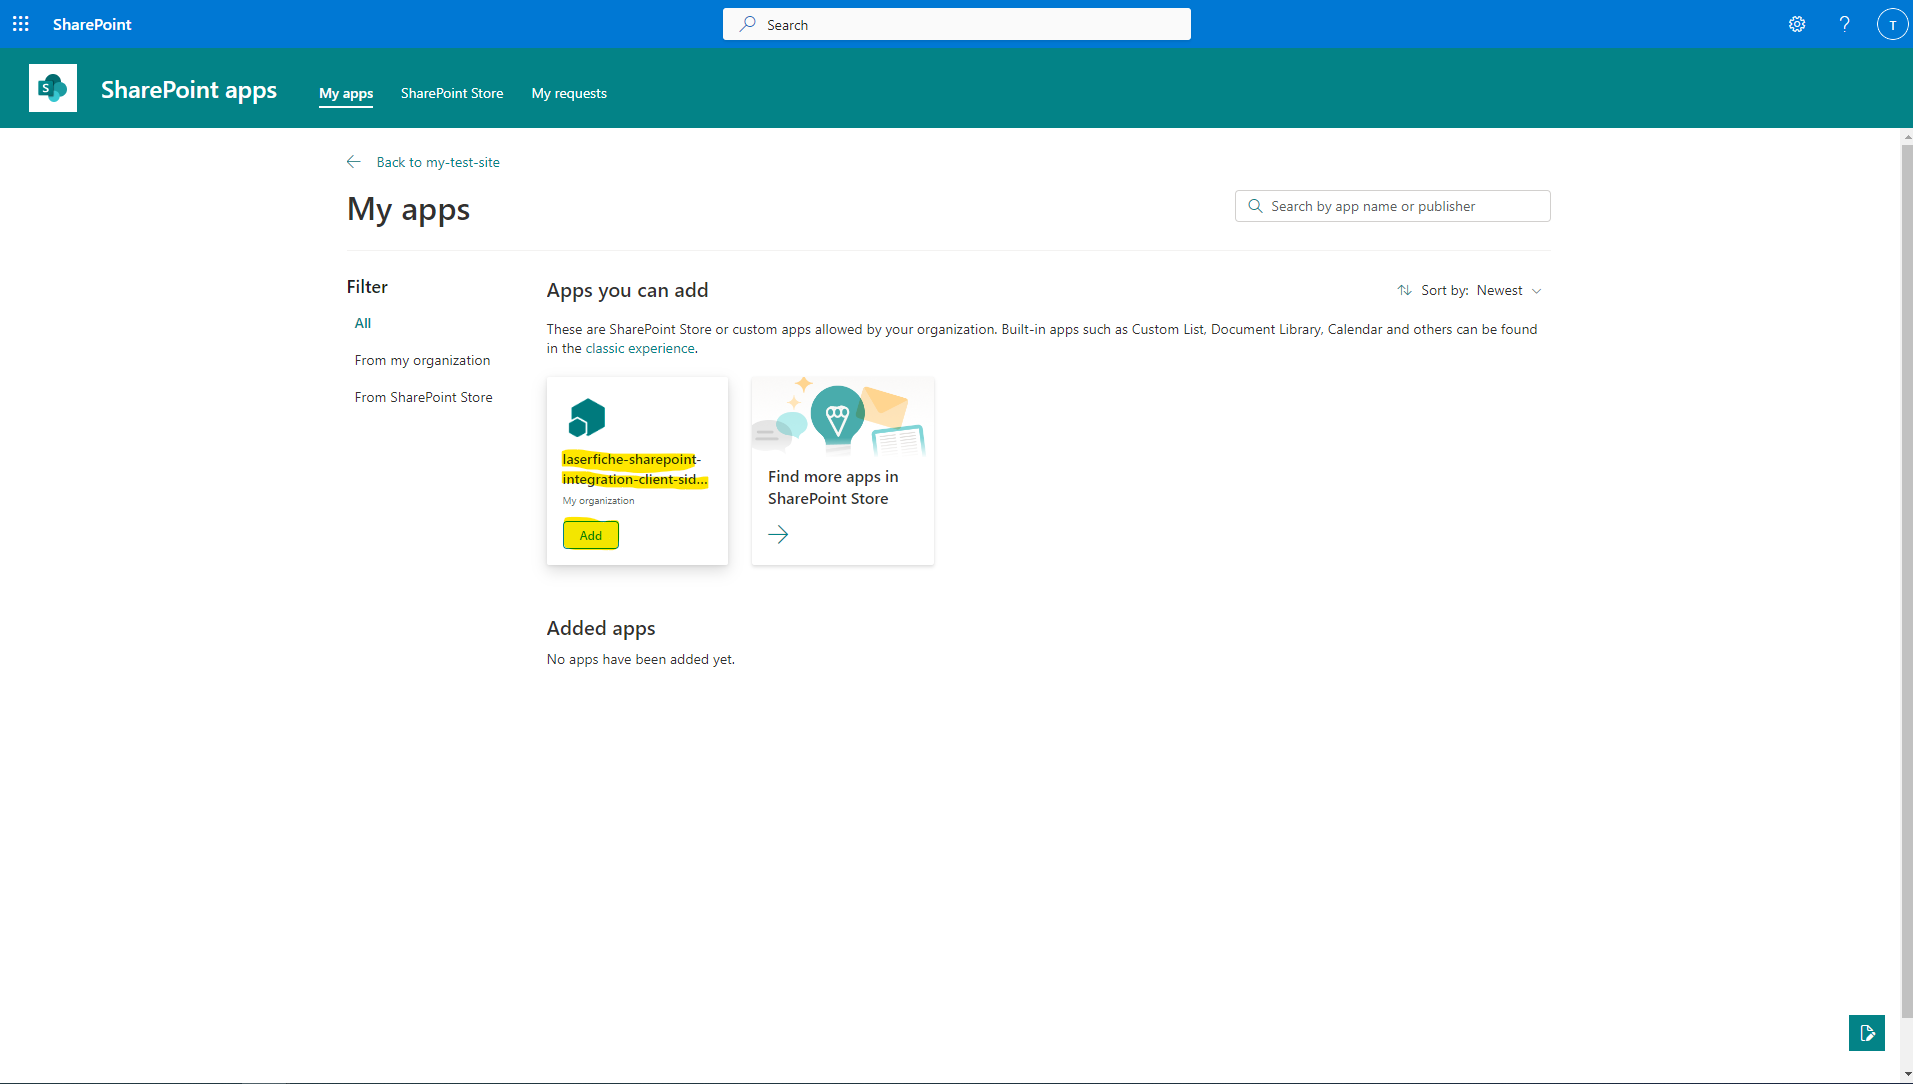 SharePoint
Search
?
T
S
SharePoint apps
My apps
SharePoint Store
My requests
Back to my-test-site
My apps
Search by app name or publisher
Filter
All
From my organization
From SharePoint Store
Apps you can add
Sort by: Newest
These are SharePoint Store or custom apps allowed by your organization. Built-in apps such as Custom List, Document Library, Calendar and others can be found
in the classic experience.
laserfiche-sharepoint-
integration-client-sid...
My organization
Add
Find more apps in
SharePoint Store
Added apps
No apps have been added yet.